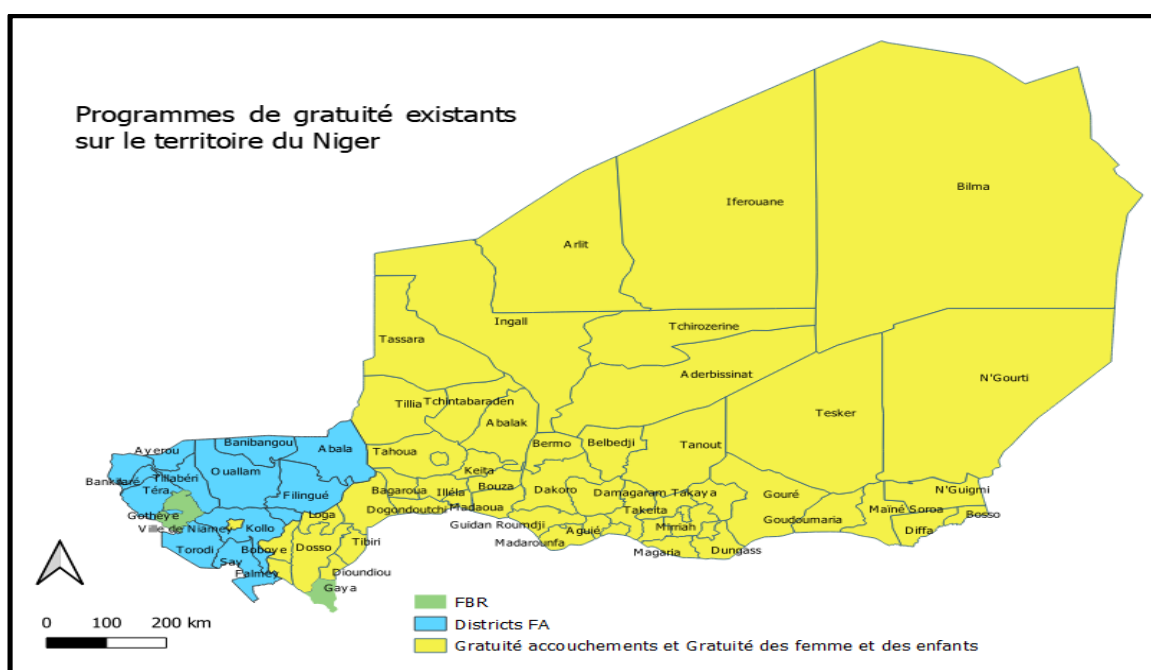 Programmes de gratuité existants
sur le territoire du Niger
Bilma
Iferouane
Arlit
Ingall
Tchirozerine
Tassara
Aderbissinat
N'Gourti
Tillia
Tchintabaraden
Tesker
Abalak
Banibangou
Abala
Bermo
Belbedji
Tanout
Ayerou
Tahoua
Ouallam
Keita
Bankilaré
Tillabéri
Téra
Filingué
Bagaroua
Illéla
Bouza
Dakoro
Damagaram Takaya
Gouré
N'Guigmi
Gothèye
Loga
Dogondoutchi
Madaoua
Takeita
Goudoumaria
Maïné Soroa
Bosso
Ville de Niamey
Kollo
Guidan Roumdji
Aguié
Mirriah
Diffa
Torodi
Boboye
Dosso
Tibiri
Madarounfa
Magaria
Dungass
Say
Falmey
Dioundiou
Gaya
FBR
0 100 200 km
Districts FA
Gratuité accouchements et Gratuité des femme et des enfants